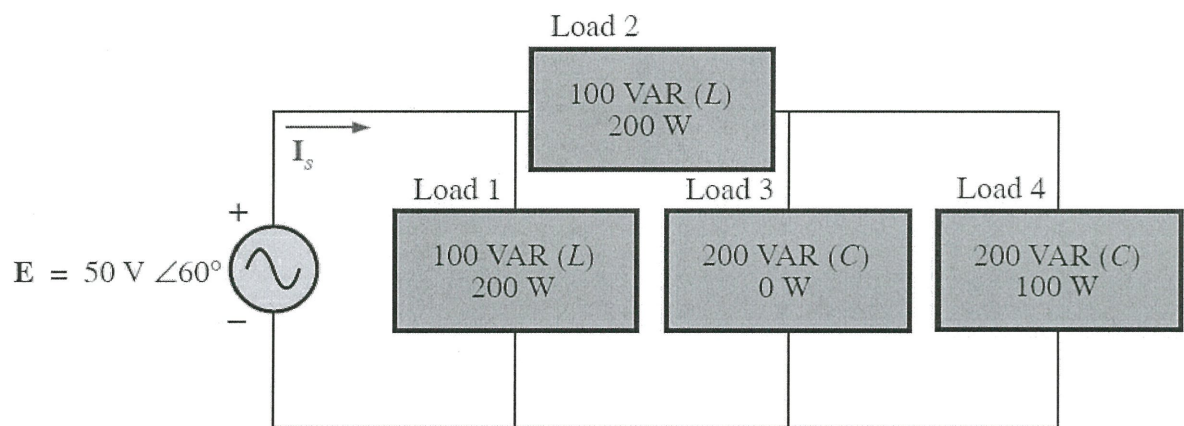 Load 2
100 VAR (L)
200 W
I_s
Load 1
Load 3
Load 4
+
E = 50 V ∠60°
−
100 VAR (L)
200 W
200 VAR (C)
0 W
200 VAR (C)
100 W